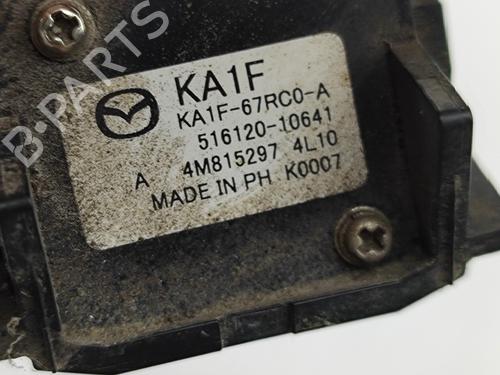 KA1F
KA1F-67RC0-A
516120-10641
A 4M815297 4L10
MADE IN PH K0007
B-PARTS